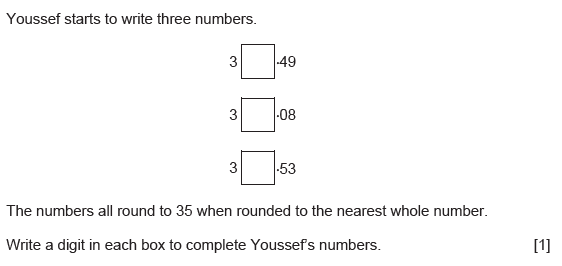 Youssef starts to write three numbers.
3 .49
3 .08
3 .53
The numbers all round to 35 when rounded to the nearest whole number.
Write a digit in each box to complete Youssef's numbers. [1]